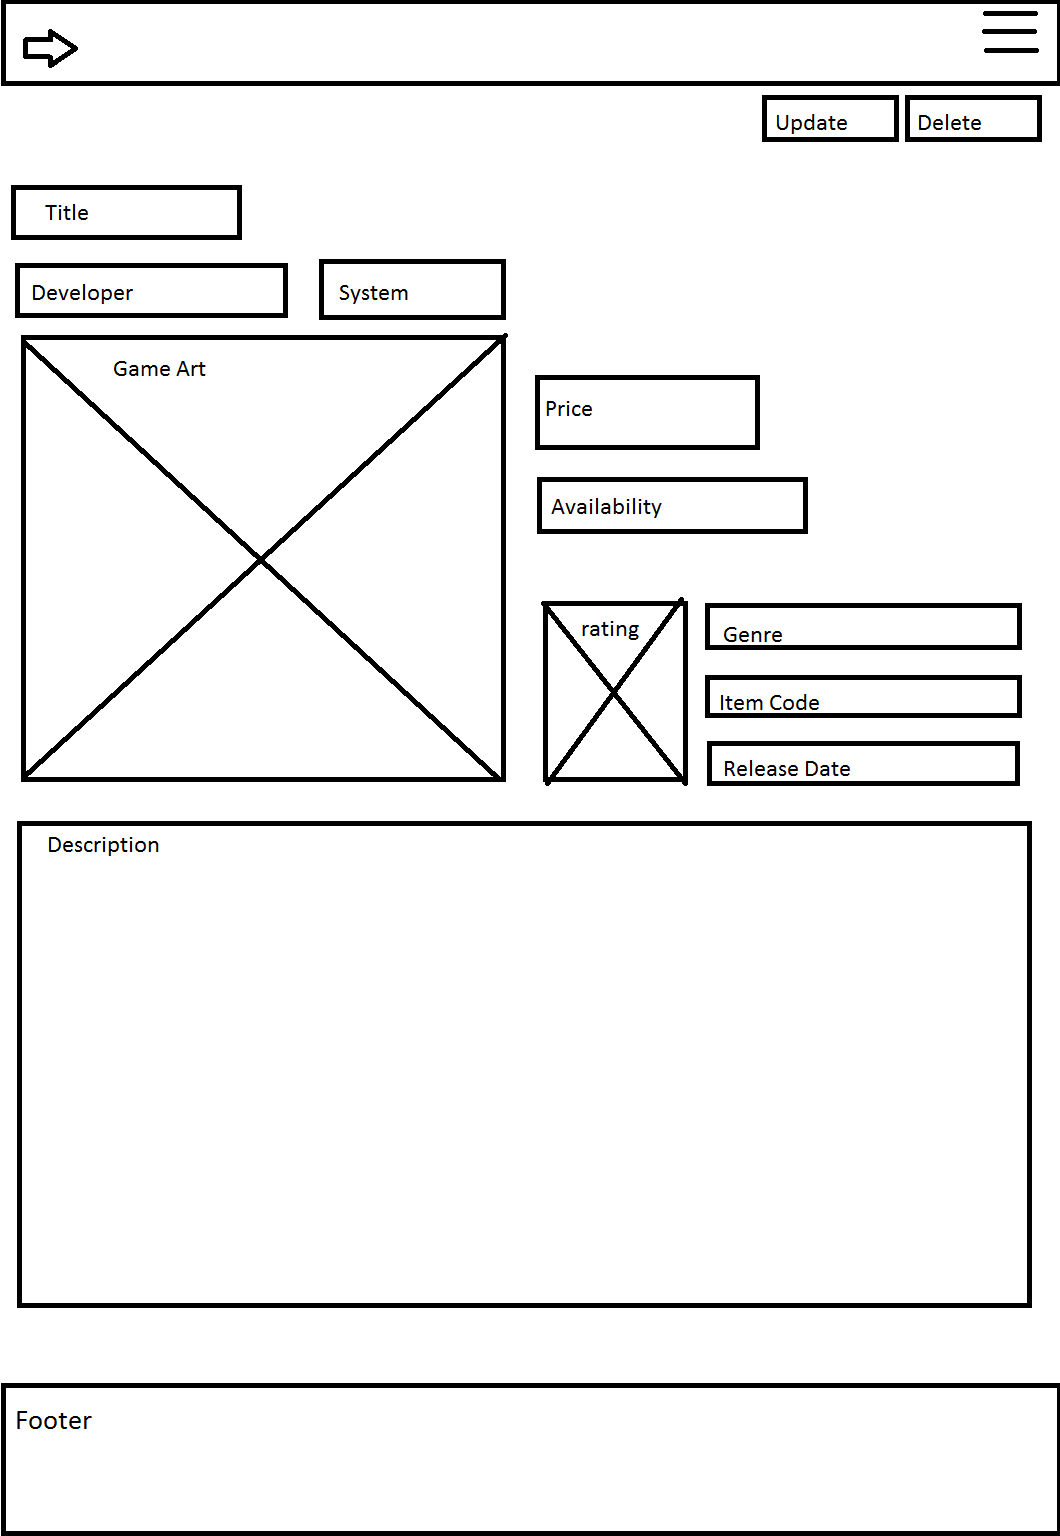 Update
Delete
Title
Developer
System
Game Art
Price
Availability
rating
Genre
Item Code
Release Date
Description
Footer